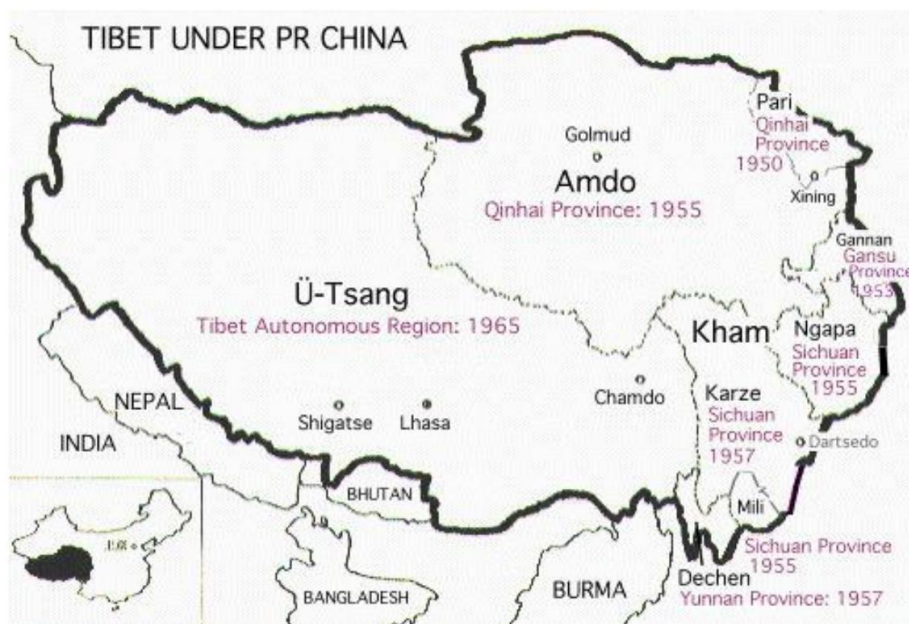 TIBET UNDER PR CHINA
Pari
Qinhai
Province
1950
Golmud
Xining
Amdo
Qinhai Province: 1955
Gannan
Gansu
Province
1953
Ü-Tsang
Tibet Autonomous Region: 1965
Kham
Ngapa
Sichuan
Province
1955
Chamdo
Karze
Sichuan
Province
1957
Shigatse
Lhasa
Dartsedo
NEPAL
INDIA
BHUTAN
Mili
Sichuan Province
1955
Dechen
Yunnan Province: 1957
BANGLADESH
BURMA